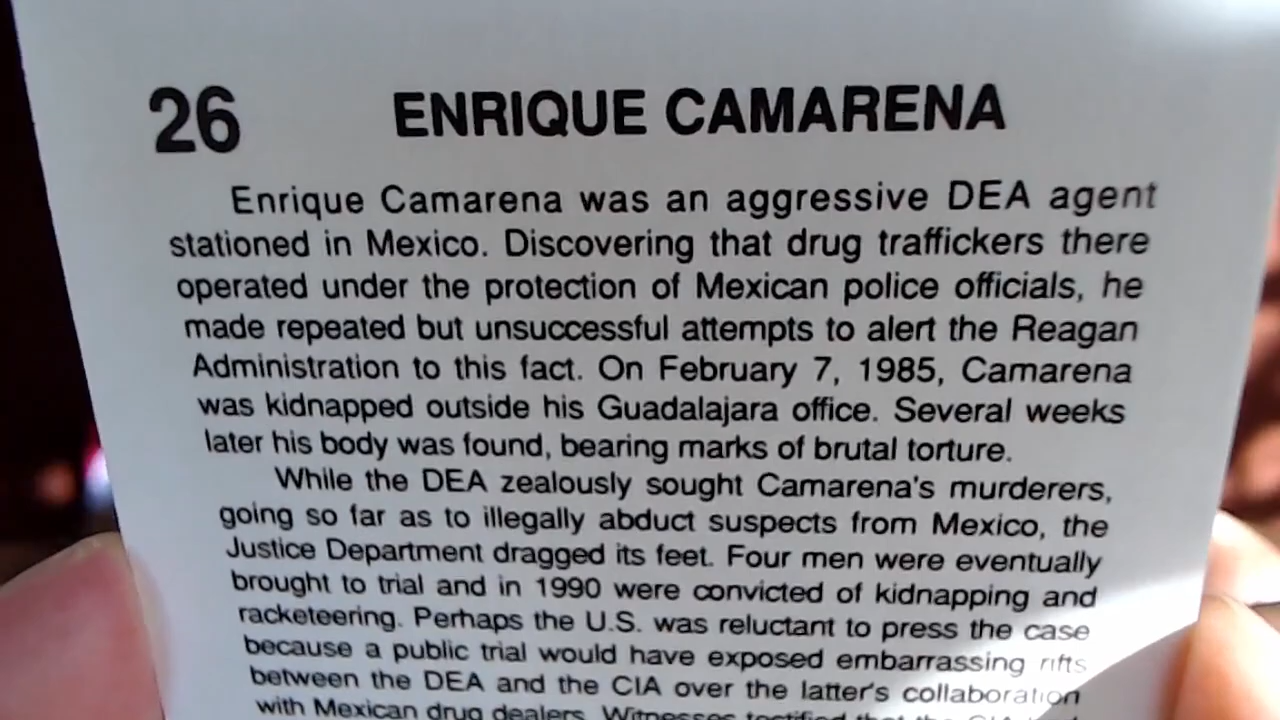 26 ENRIQUE CAMARENA
Enrique Camarena was an aggressive DEA agent
stationed in Mexico. Discovering that drug traffickers there
operated under the protection of Mexican police officials, he
made repeated but unsuccessful attempts to alert the Reagan
Administration to this fact. On February 7, 1985, Camarena
was kidnapped outside his Guadalajara office. Several weeks
later his body was found, bearing marks of brutal torture.
While the DEA zealously sought Camarena's murderers,
going so far as to illegally abduct suspects from Mexico, the
Justice Department dragged its feet. Four men were eventually
brought to trial and in 1990 were convicted of kidnapping and
racketeering. Perhaps the U.S. was reluctant to press the case
because a public trial would have exposed embarrassing rifts
between the DEA and the CIA over the latter's collaboration
with Mexican drug dealers. Witnesses testified that the CIA